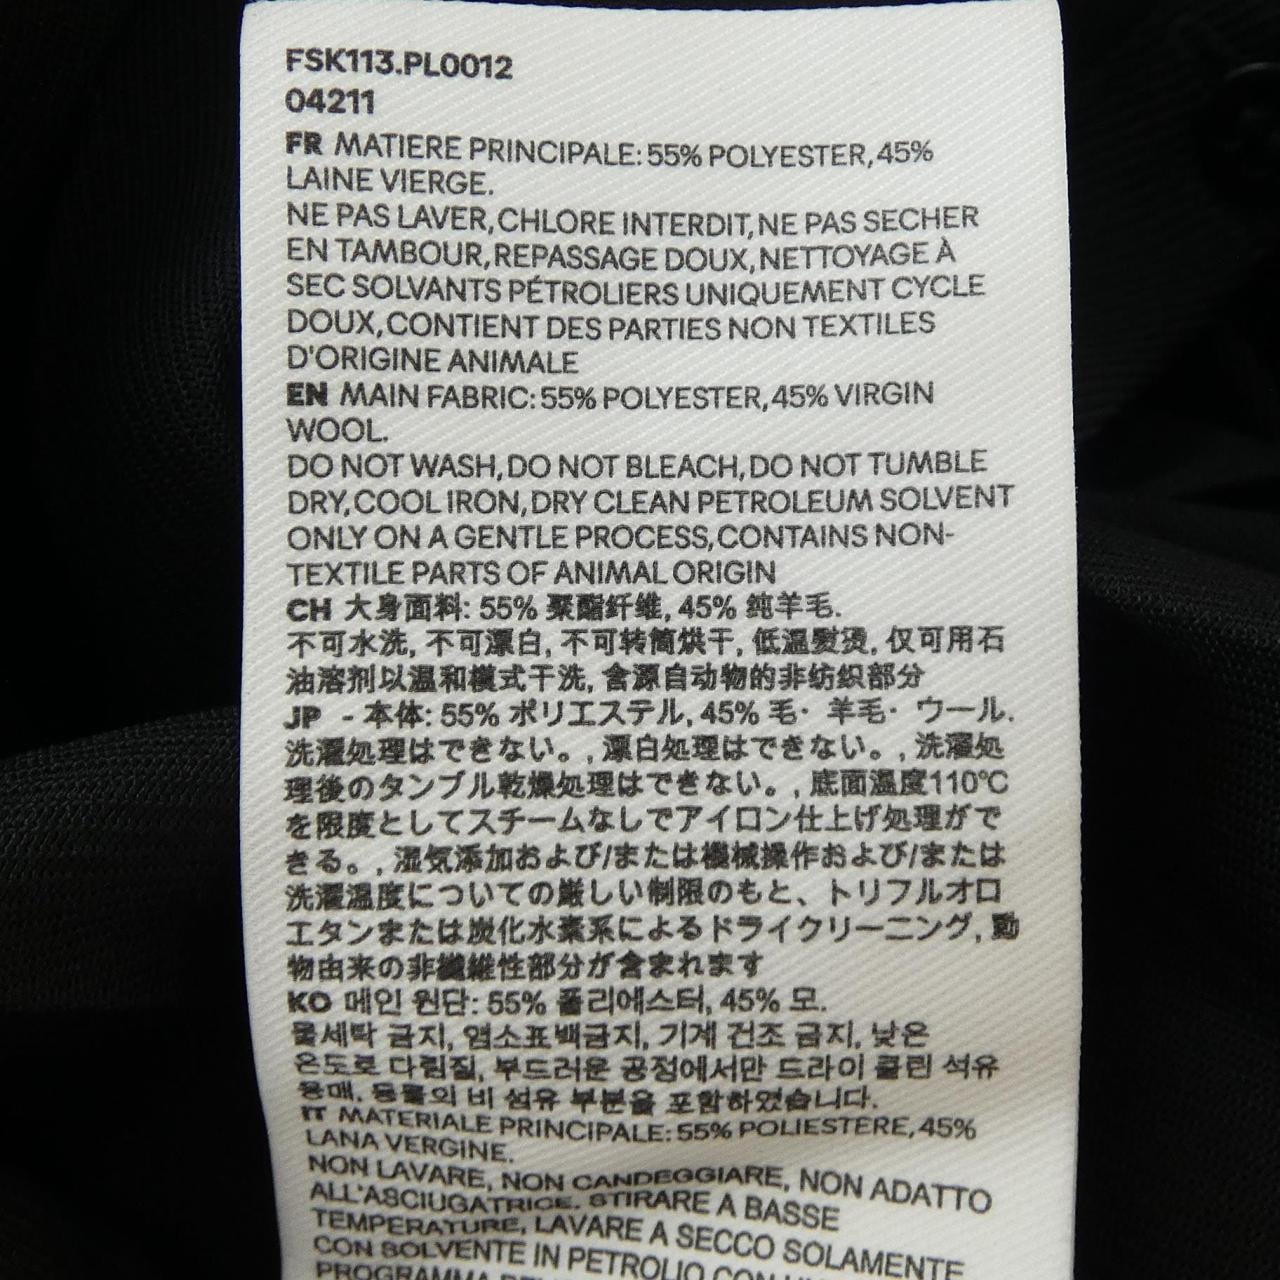 FSK113.PL0012
04211
FR MATIERE PRINCIPALE: 55% POLYESTER, 45%
LAINE VIERGE.
NE PAS LAVER, CHLORE INTERDIT, NE PAS SECHER
EN TAMBOUR, REPASSAGE DOUX, NETTOYAGE À
SEC SOLVANTS PÉTROLIERS UNIQUEMENT CYCLE
DOUX, CONTIENT DES PARTIES NON TEXTILES
D'ORIGINE ANIMALE
EN MAIN FABRIC: 55% POLYESTER, 45% VIRGIN
WOOL.
DO NOT WASH, DO NOT BLEACH, DO NOT TUMBLE
DRY, COOL IRON, DRY CLEAN PETROLEUM SOLVENT
ONLY ON A GENTLE PROCESS, CONTAINS NON-
TEXTILE PARTS OF ANIMAL ORIGIN
CH 大身面料: 55% 聚酯纤维, 45% 纯羊毛.
不可水洗, 不可漂白, 不可转筒烘干, 低温熨烫, 仅可用石
油溶剂以温和模式干洗, 含源自动物的非纺织部分
JP - 本体: 55% ポリエステル, 45% 毛・羊毛・ウール.
洗濯処理はできない。, 漂白処理はできない。, 洗濯処
理後のタンブル乾燥処理はできない。, 底面温度110℃
を限度としてスチームなしでアイロン仕上げ処理がで
きる。, 湿気添加および/または機械操作および/または
洗濯温度についての厳しい制限のもと、トリフルオロ
エタンまたは炭化水素系によるドライクリーニング, 動
物由来の非繊維性部分が含まれます
KO 메인 원단: 55% 폴리에스터, 45% 모.
물세탁 금지, 염소표백금지, 기계 건조 금지, 낮은
온도로 다림질, 부드러운 공정에서만 드라이 클린 석유
용매, 동물의 비 섬유 부분을 포함하였습니다.
IT MATERIALE PRINCIPALE: 55% POLIESTERE, 45%
LANA VERGINE.
NON LAVARE, NON CANDEGGIARE, NON ADATTO
ALL'ASCIUGATRICE. STIRARE A BASSE
TEMPERATURE, LAVARE A SECCO SOLAMENTE
CON SOLVENTE IN PETROLIO CON
PROGRAMMA